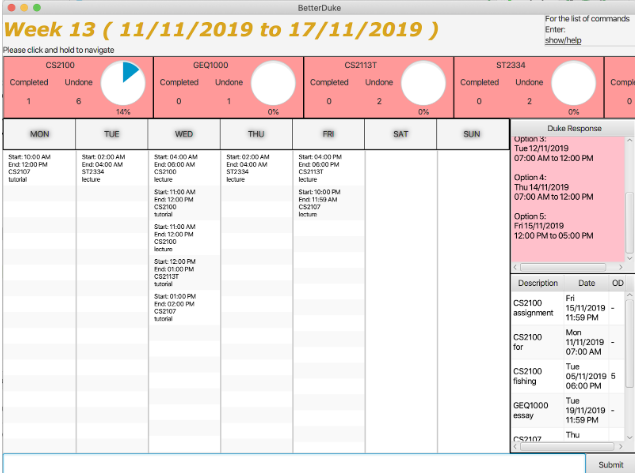 BetterDuke
Week 13 ( 11/11/2019 to 17/11/2019 )
For the list of commands
Enter:
show/help
Please click and hold to navigate
CS2100
Completed Undone
1 6
14%
GEQ1000
Completed Undone
0 1
0%
CS2113T
Completed Undone
0 2
0%
ST2334
Completed Undone
0 2
0%
Comple
0
MON TUE WED THU FRI SAT SUN
Start: 10:00 AM
End: 12:00 PM
CS2107
tutorial
Start: 02:00 AM
End: 04:00 AM
ST2334
lecture
Start: 04:00 AM
End: 06:00 AM
CS2100
lecture
Start: 11:00 AM
End: 12:00 PM
CS2100
tutorial
Start: 11:00 AM
End: 12:00 PM
CS2100
lecture
Start: 12:00 PM
End: 01:00 PM
CS2113T
tutorial
Start: 01:00 PM
End: 02:00 PM
CS2107
tutorial
Start: 02:00 AM
End: 04:00 AM
ST2334
lecture
Start: 04:00 PM
End: 06:00 PM
CS2113T
lecture
Start: 10:00 PM
End: 11:59 AM
CS2107
lecture
Duke Response
Option 3:
Tue 12/11/2019
07:00 AM to 12:00 PM
Option 4:
Thu 14/11/2019
07:00 AM to 12:00 PM
Option 5:
Fri 15/11/2019
12:00 PM to 05:00 PM
Description Date OD
CS2100 assignment Fri 15/11/2019 11:59 PM -
CS2100 for Mon 11/11/2019 07:00 AM -
CS2100 fishing Tue 05/11/2019 06:00 PM 5
GEQ1000 essay Tue 19/11/2019 11:59 PM -
CS2107 Thu
Submit